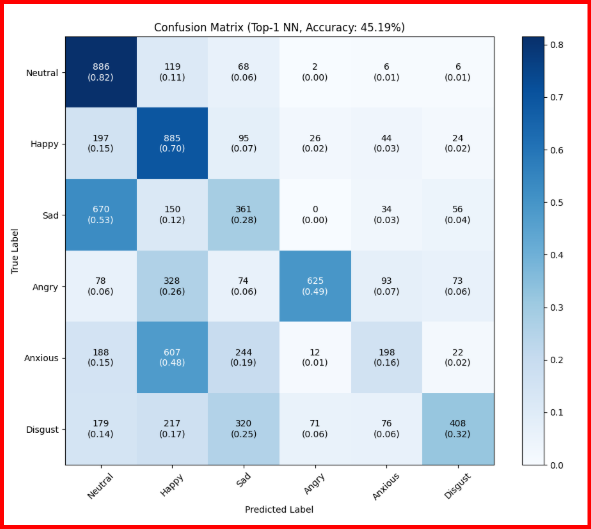 Confusion Matrix (Top-1 NN, Accuracy: 45.19%)
True Label
Neutral
886 119 68 2 6 6
(0.82) (0.11) (0.06) (0.00) (0.01) (0.01)
Happy
197 885 95 26 44 24
(0.15) (0.70) (0.07) (0.02) (0.03) (0.02)
Sad
670 150 361 0 34 56
(0.53) (0.12) (0.28) (0.00) (0.03) (0.04)
Angry
78 328 74 625 93 73
(0.06) (0.26) (0.06) (0.49) (0.07) (0.06)
Anxious
188 607 244 12 198 22
(0.15) (0.48) (0.19) (0.01) (0.16) (0.02)
Disgust
179 217 320 71 76 408
(0.14) (0.17) (0.25) (0.06) (0.06) (0.32)
Neutral Happy Sad Angry Anxious Disgust
Predicted Label
0.8
0.7
0.6
0.5
0.4
0.3
0.2
0.1
0.0